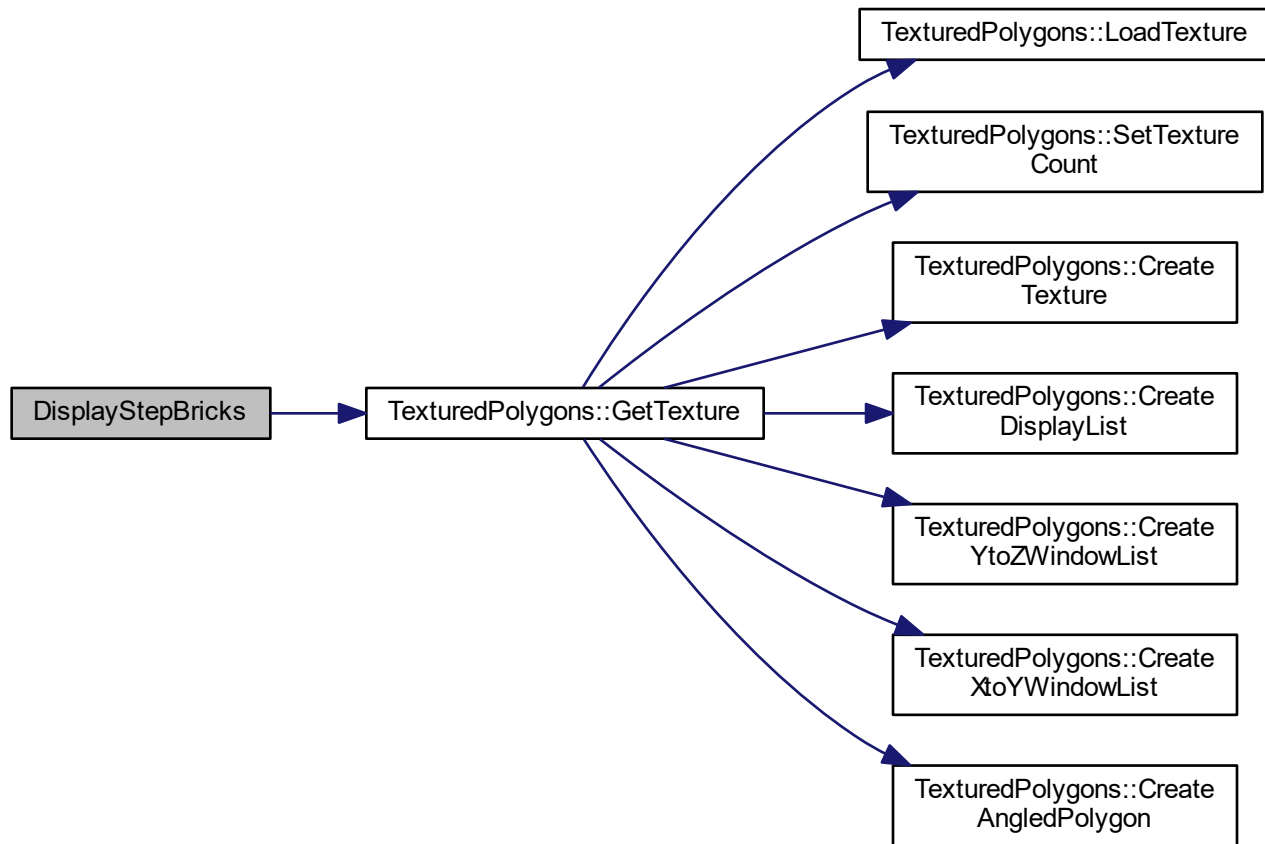 TexturedPolygons::LoadTexture
TexturedPolygons::SetTexture
Count
TexturedPolygons::Create
Texture
DisplayStepBricks
TexturedPolygons::GetTexture
TexturedPolygons::Create
DisplayList
TexturedPolygons::Create
YtoZWindowList
TexturedPolygons::Create
XtoYWindowList
TexturedPolygons::Create
AngledPolygon